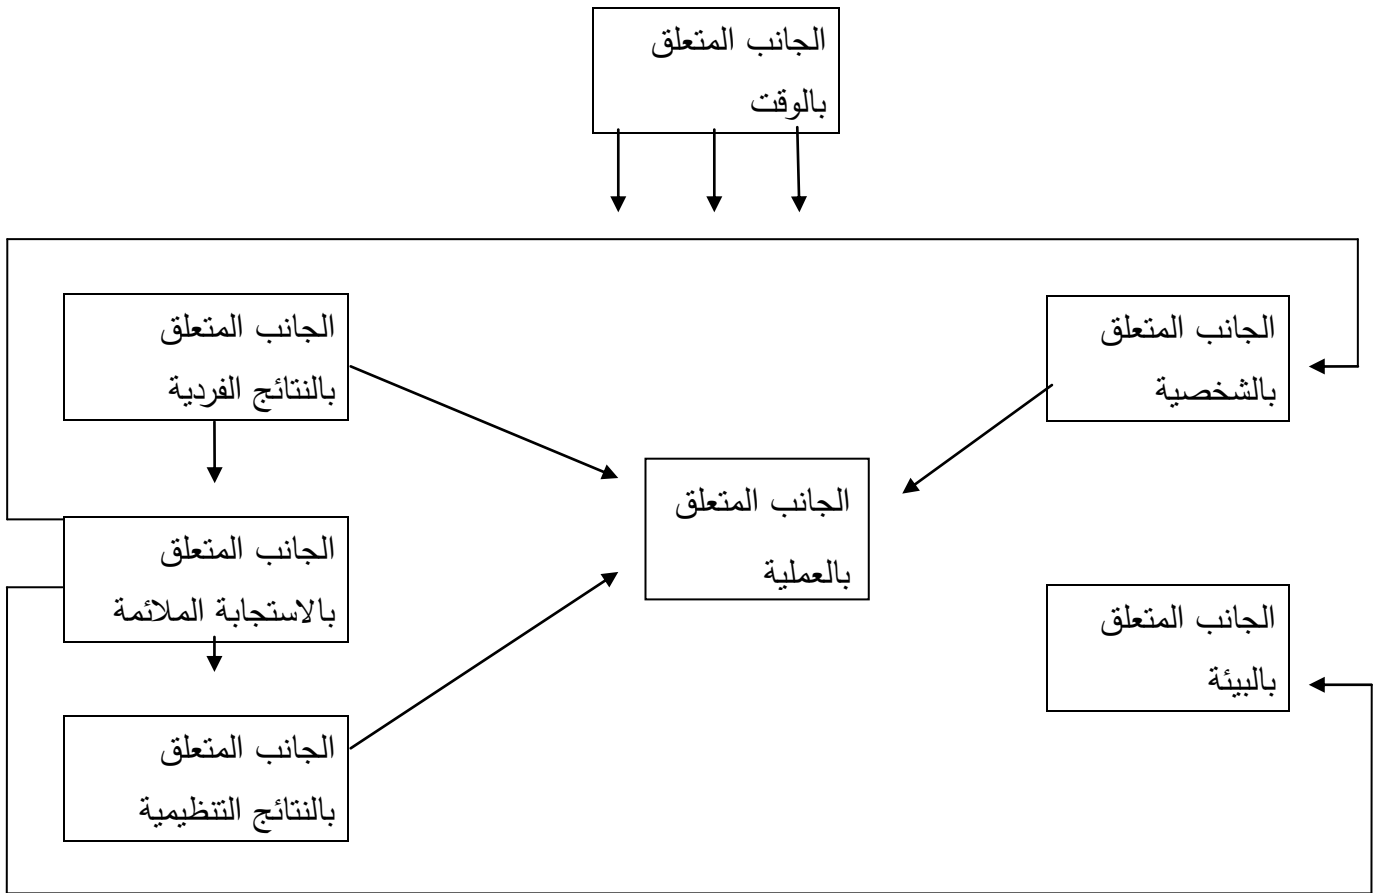 الجانب المتعلق
بالوقت
الجانب المتعلق
بالشخصية
الجانب المتعلق
بالنتائج الفردية
الجانب المتعلق
بالعملية
الجانب المتعلق
بالاستجابة الملائمة
الجانب المتعلق
بالبيئة
الجانب المتعلق
بالنتائج التنظيمية